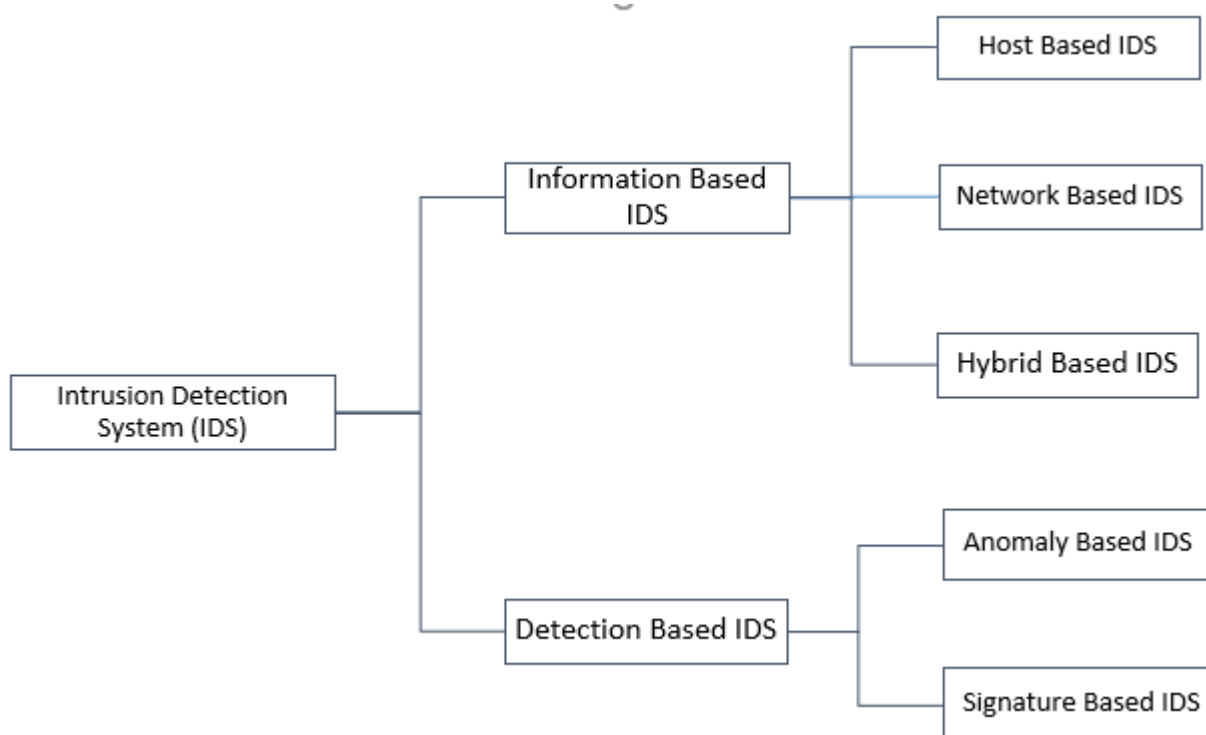 Host Based IDS
Information Based
IDS
Network Based IDS
Hybrid Based IDS
Intrusion Detection
System (IDS)
Anomaly Based IDS
Detection Based IDS
Signature Based IDS